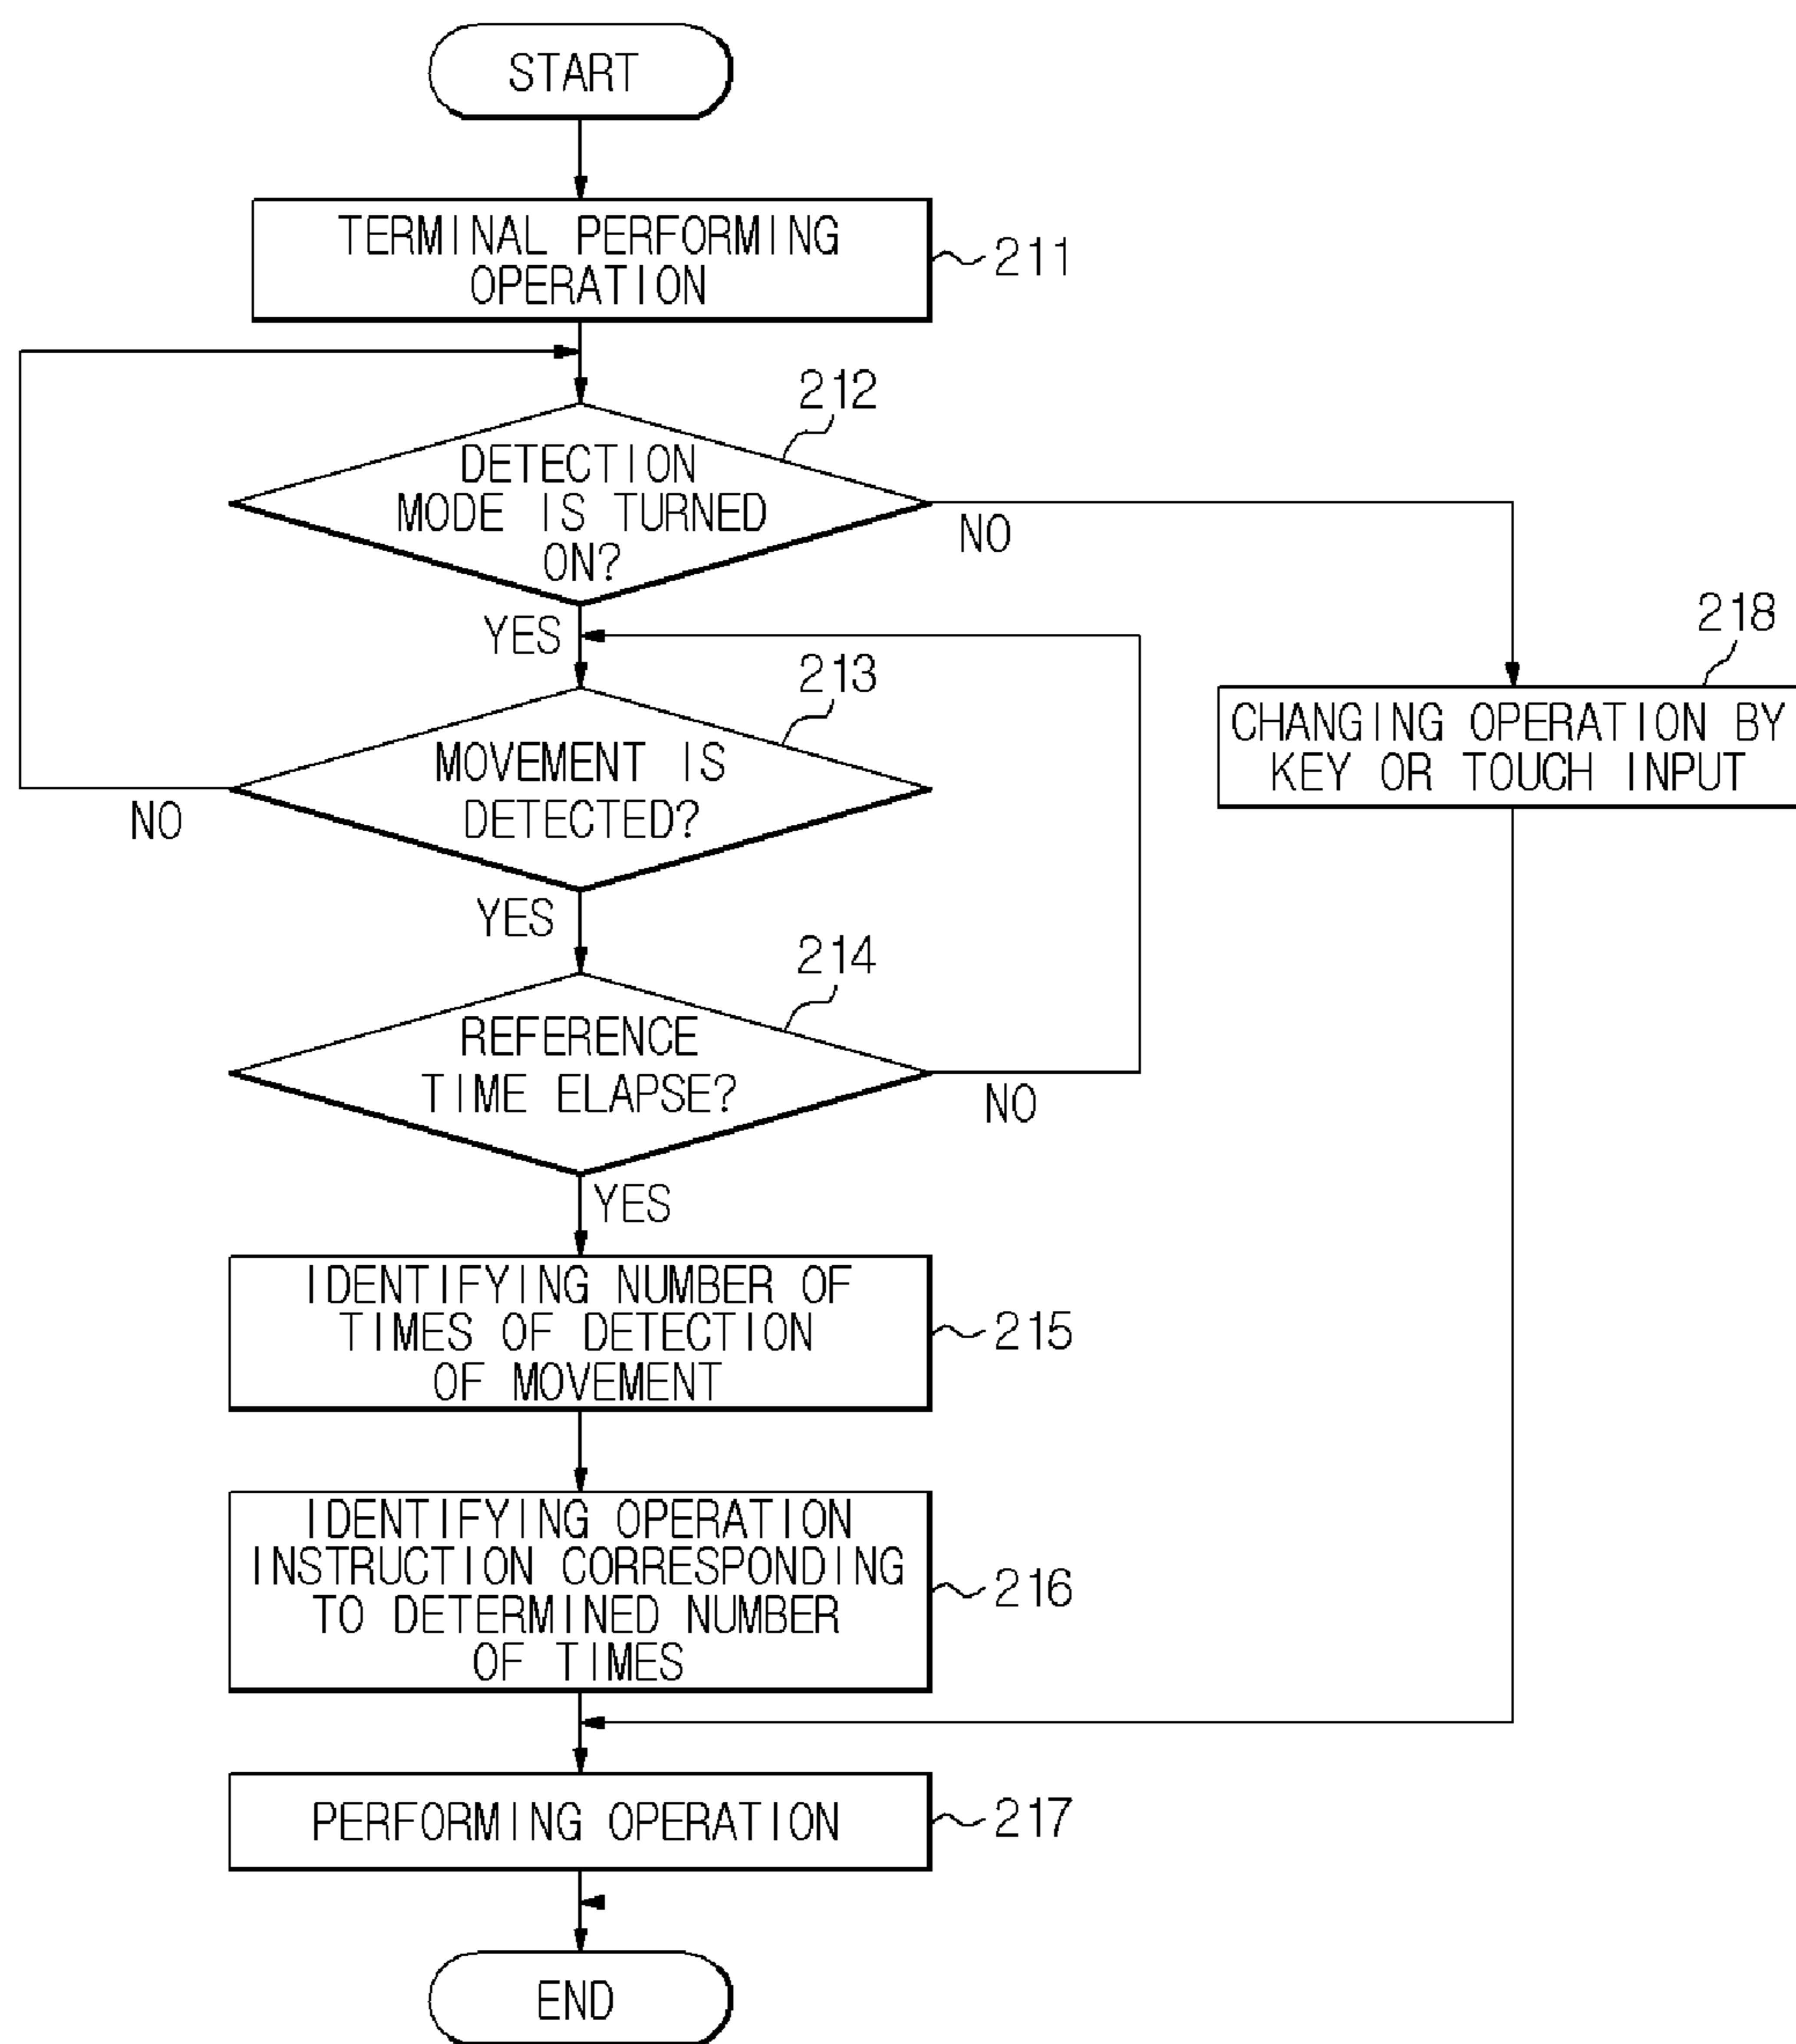 START
TERMINAL PERFORMING
OPERATION
211
212
DETECTION
MODE IS TURNED
ON?
NO
YES
218
CHANGING OPERATION BY
KEY OR TOUCH INPUT
213
MOVEMENT IS
DETECTED?
NO
YES
214
REFERENCE
TIME ELAPSE?
NO
YES
IDENTIFYING NUMBER OF
TIMES OF DETECTION
OF MOVEMENT
215
IDENTIFYING OPERATION
INSTRUCTION CORRESPONDING
TO DETERMINED NUMBER
OF TIMES
216
PERFORMING OPERATION
217
END